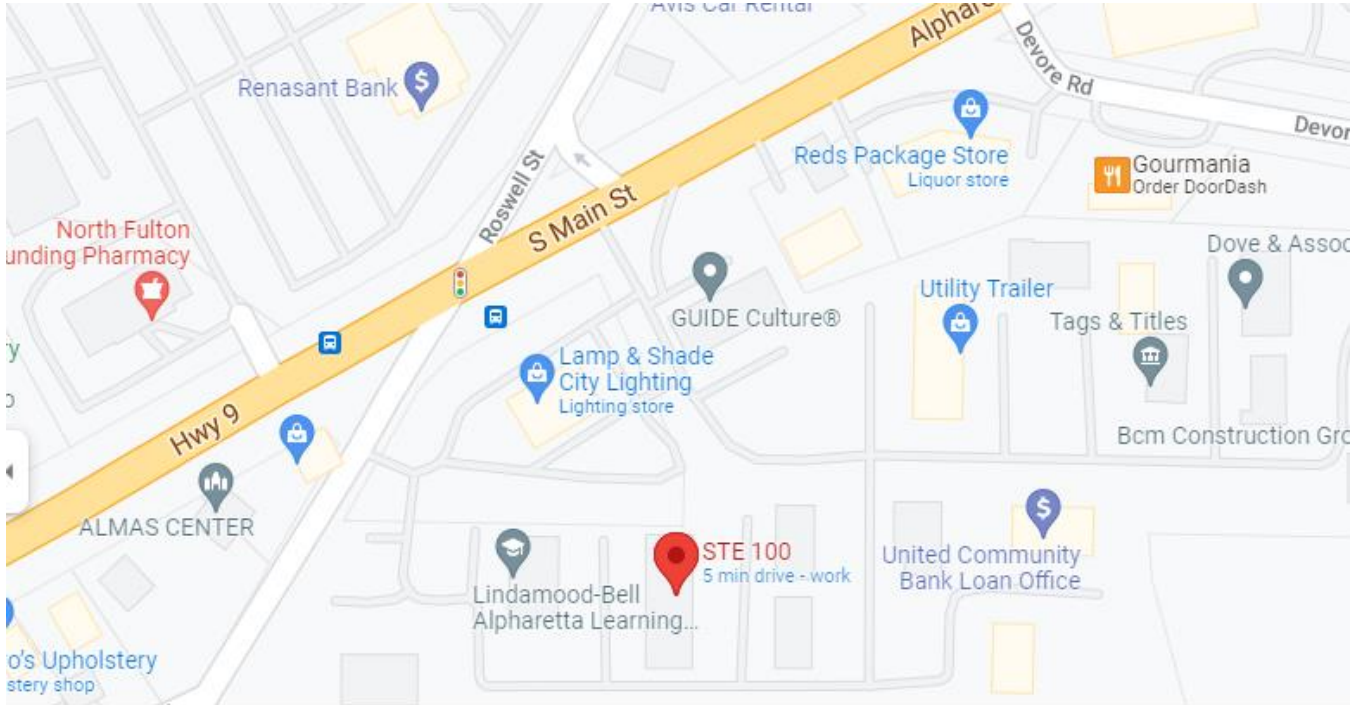 Avis Car Rental
Alphare
Devore Rd
Devor
Renasant Bank
Roswell St
S Main St
Reds Package Store
Liquor store
Gourmania
Order DoorDash
North Fulton
unding Pharmacy
Dove & Assoc
GUIDE Culture®
Utility Trailer
Tags & Titles
ry
Lamp & Shade
City Lighting
Lighting store
Hwy 9
Bcm Construction Gro
ALMAS CENTER
STE 100
5 min drive - work
United Community
Bank Loan Office
Lindamood-Bell
Alpharetta Learning...
o's Upholstery
stery shop